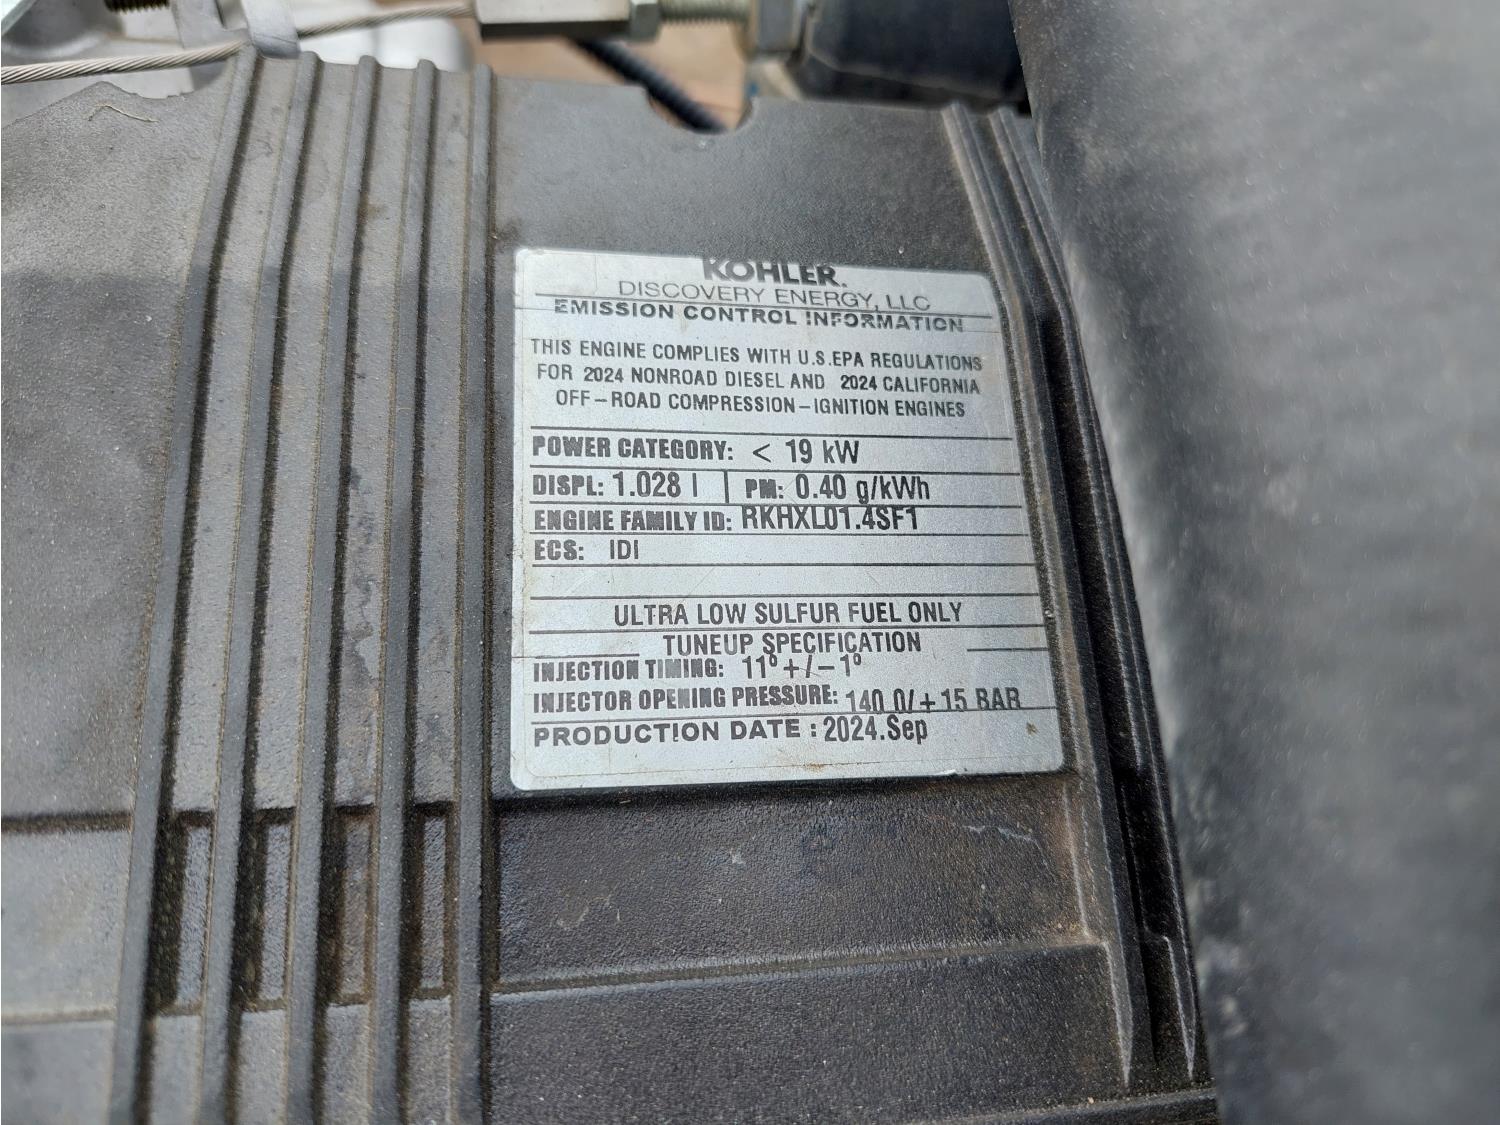 KOHLER.
DISCOVERY ENERGY, LLC
EMISSION CONTROL INFORMATION
THIS ENGINE COMPLIES WITH U.S.EPA REGULATIONS
FOR 2024 NONROAD DIESEL AND 2024 CALIFORNIA
OFF-ROAD COMPRESSION-IGNITION ENGINES
POWER CATEGORY: < 19 kW
DISPL: 1.028 l | PM: 0.40 g/kWh
ENGINE FAMILY ID: RKHXL01.4SF1
ECS: IDI
ULTRA LOW SULFUR FUEL ONLY
TUNEUP SPECIFICATION
INJECTION TIMING: 11°+/-1°
INJECTOR OPENING PRESSURE: 140 0/+15 BAR
PRODUCTION DATE : 2024.Sep